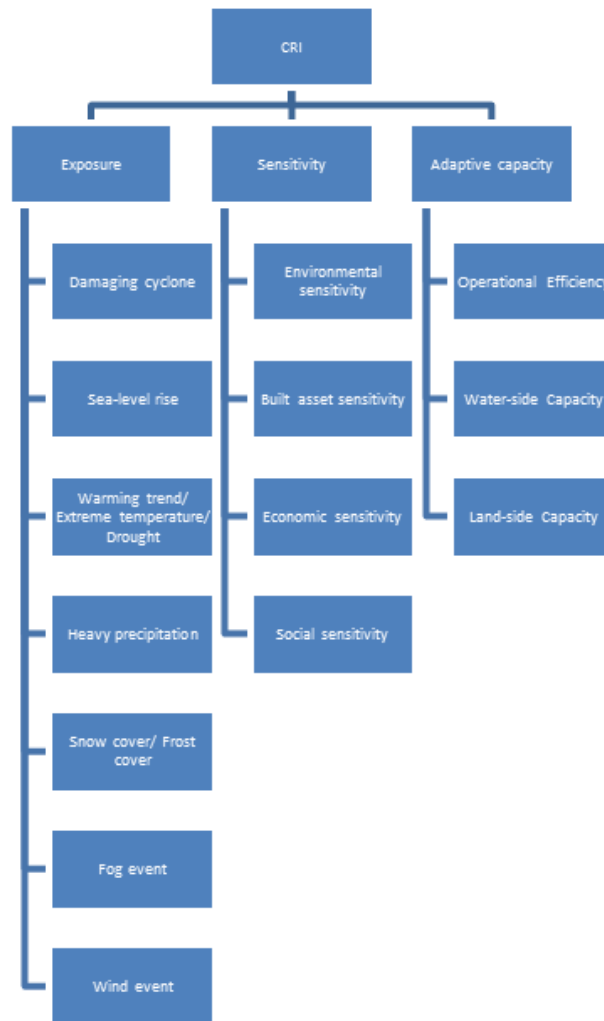 CRI
Exposure
Sensitivity
Adaptive capacity
Damaging cyclone
Environmental
sensitivity
Operational Efficiency
Sea-level rise
Built asset sensitivity
Water-side Capacity
Warming trend/
Extreme temperature/
Drought
Economic sensitivity
Land-side Capacity
Heavy precipitation
Social sensitivity
Snow cover/ Frost
cover
Fog event
Wind event